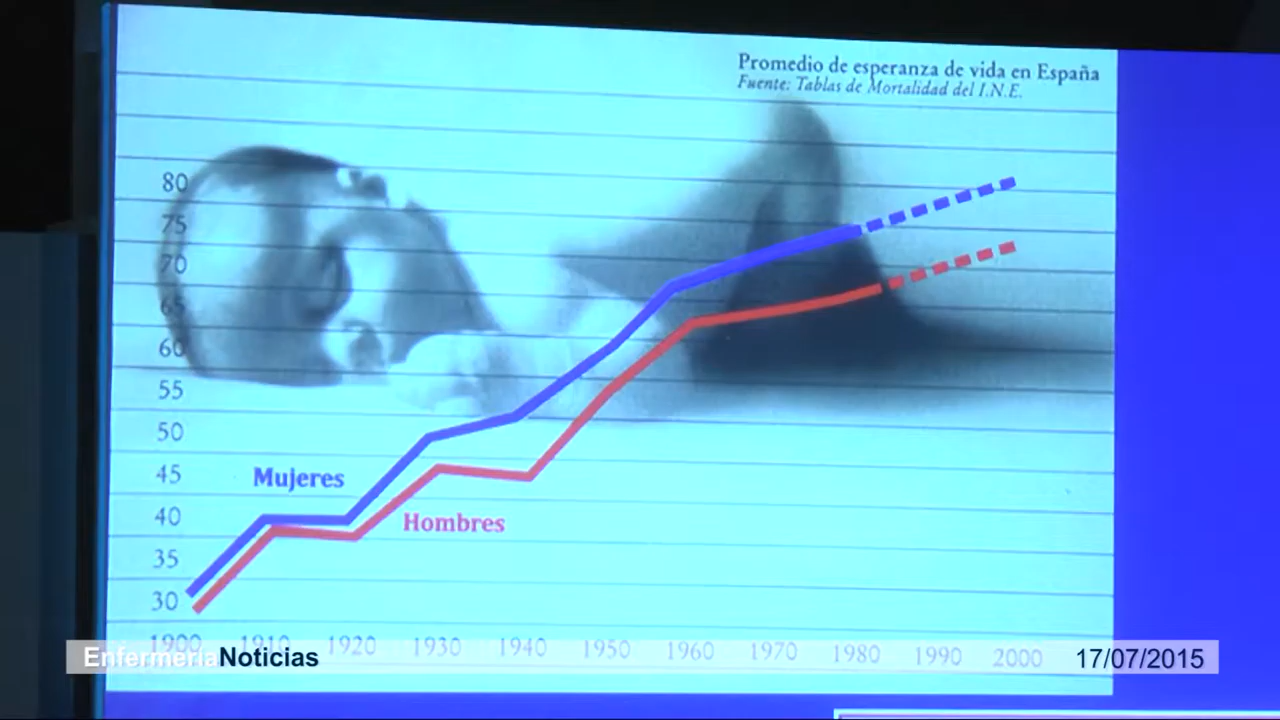 Promedio de esperanza de vida en España
Fuente: Tablas de Mortalidad del I.N.E.
80
75
70
65
60
55
50
45
40
35
30
Mujeres
Hombres
1900 1910 1920 1930 1940 1950 1960 1970 1980 1990 2000
EnfermeríaNoticias
17/07/2015